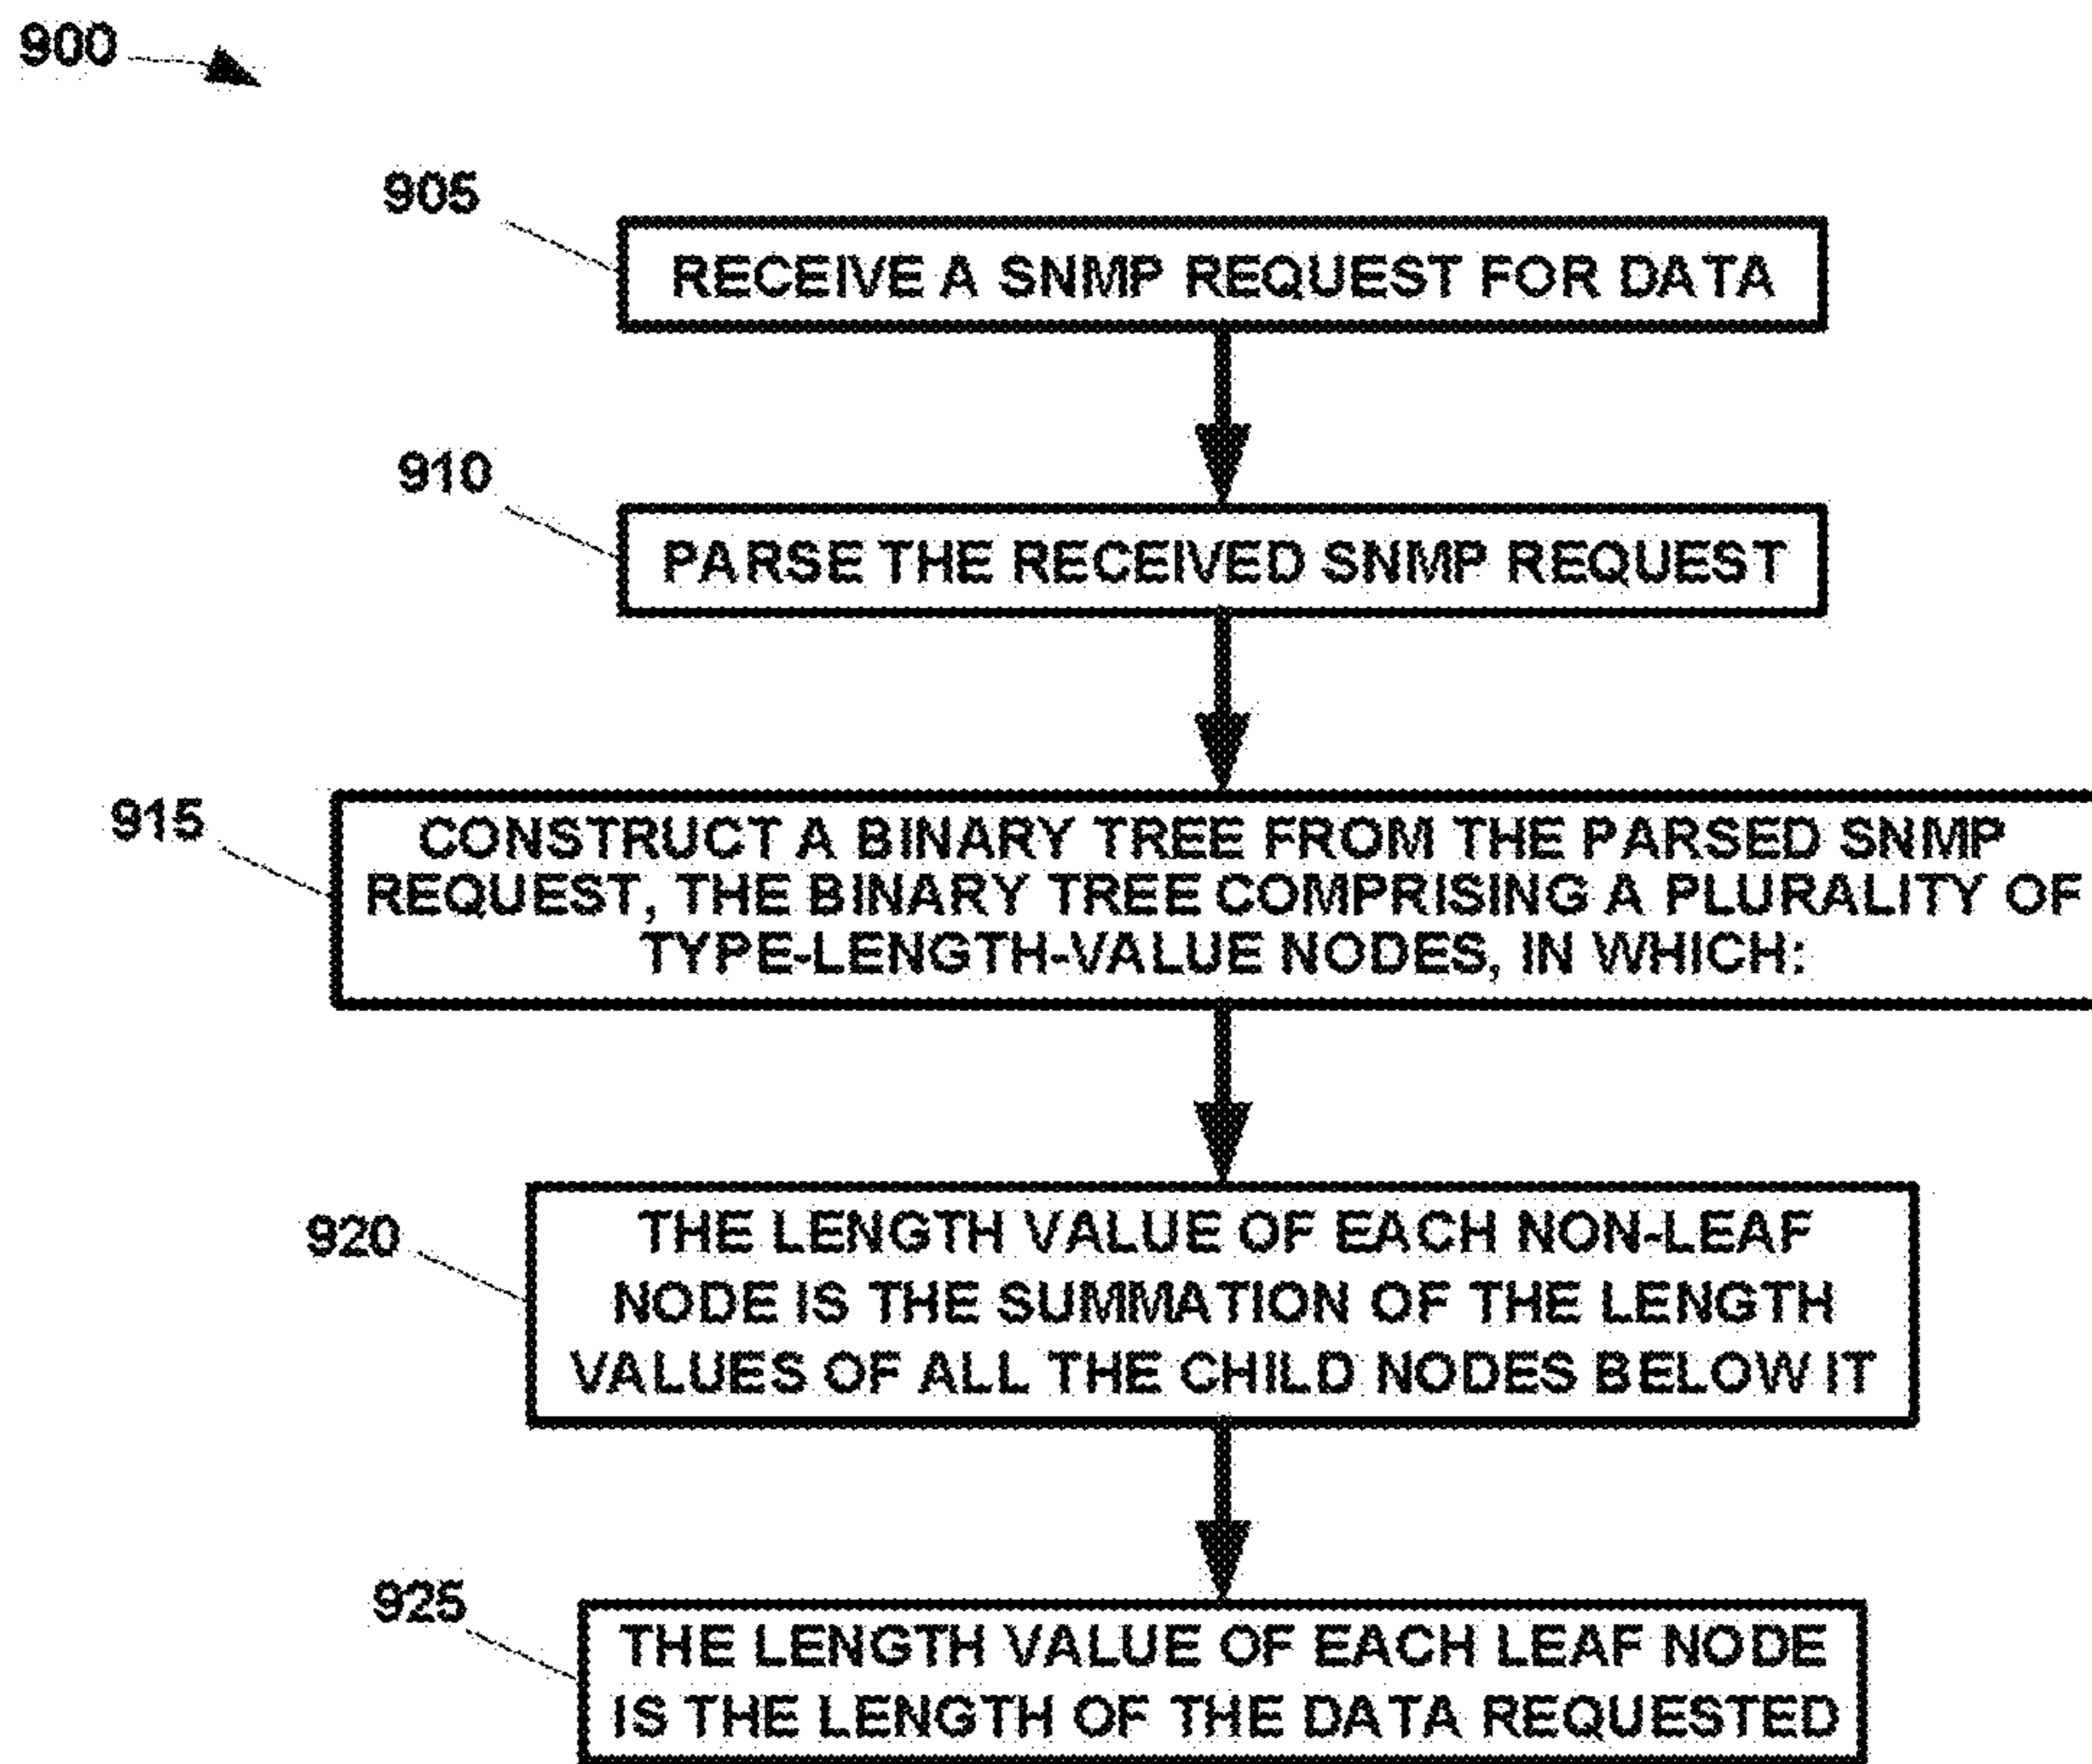 900
905
RECEIVE A SNMP REQUEST FOR DATA
910
PARSE THE RECEIVED SNMP REQUEST
915
CONSTRUCT A BINARY TREE FROM THE PARSED SNMP
REQUEST, THE BINARY TREE COMPRISING A PLURALITY OF
TYPE-LENGTH-VALUE NODES, IN WHICH:
920
THE LENGTH VALUE OF EACH NON-LEAF
NODE IS THE SUMMATION OF THE LENGTH
VALUES OF ALL THE CHILD NODES BELOW IT
925
THE LENGTH VALUE OF EACH LEAF NODE
IS THE LENGTH OF THE DATA REQUESTED